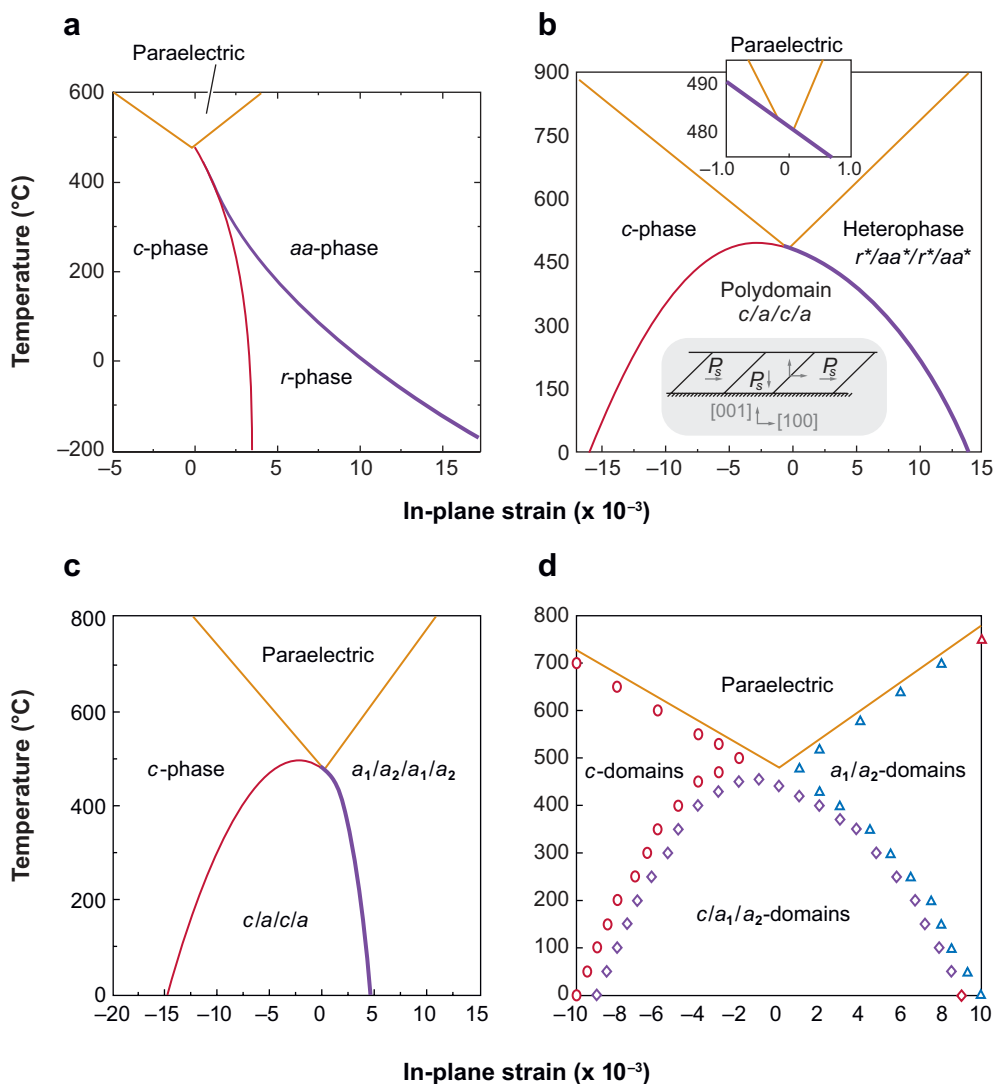 a
Paraelectric
600
400
200
0
–200
–5
0
5
10
15
Temperature (°C)
c-phase
aa-phase
r-phase
b
Paraelectric
900
750
600
450
300
150
0
–15
–10
–5
0
5
10
15
490
480
–1.0
0
1.0
c-phase
Heterophase
r*/aa*/r*/aa*
Polydomain
c/a/c/a
Ps
Ps
Ps
[001]
[100]
In-plane strain (x 10–3)
c
800
600
400
200
0
–20
–15
–10
–5
0
5
10
15
Temperature (°C)
Paraelectric
c-phase
a1/a2/a1/a2
c/a/c/a
d
800
700
600
500
400
300
200
100
0
–10
–8
–6
–4
–2
0
2
4
6
8
10
Paraelectric
c-domains
a1/a2-domains
c/a1/a2-domains
In-plane strain (x 10–3)